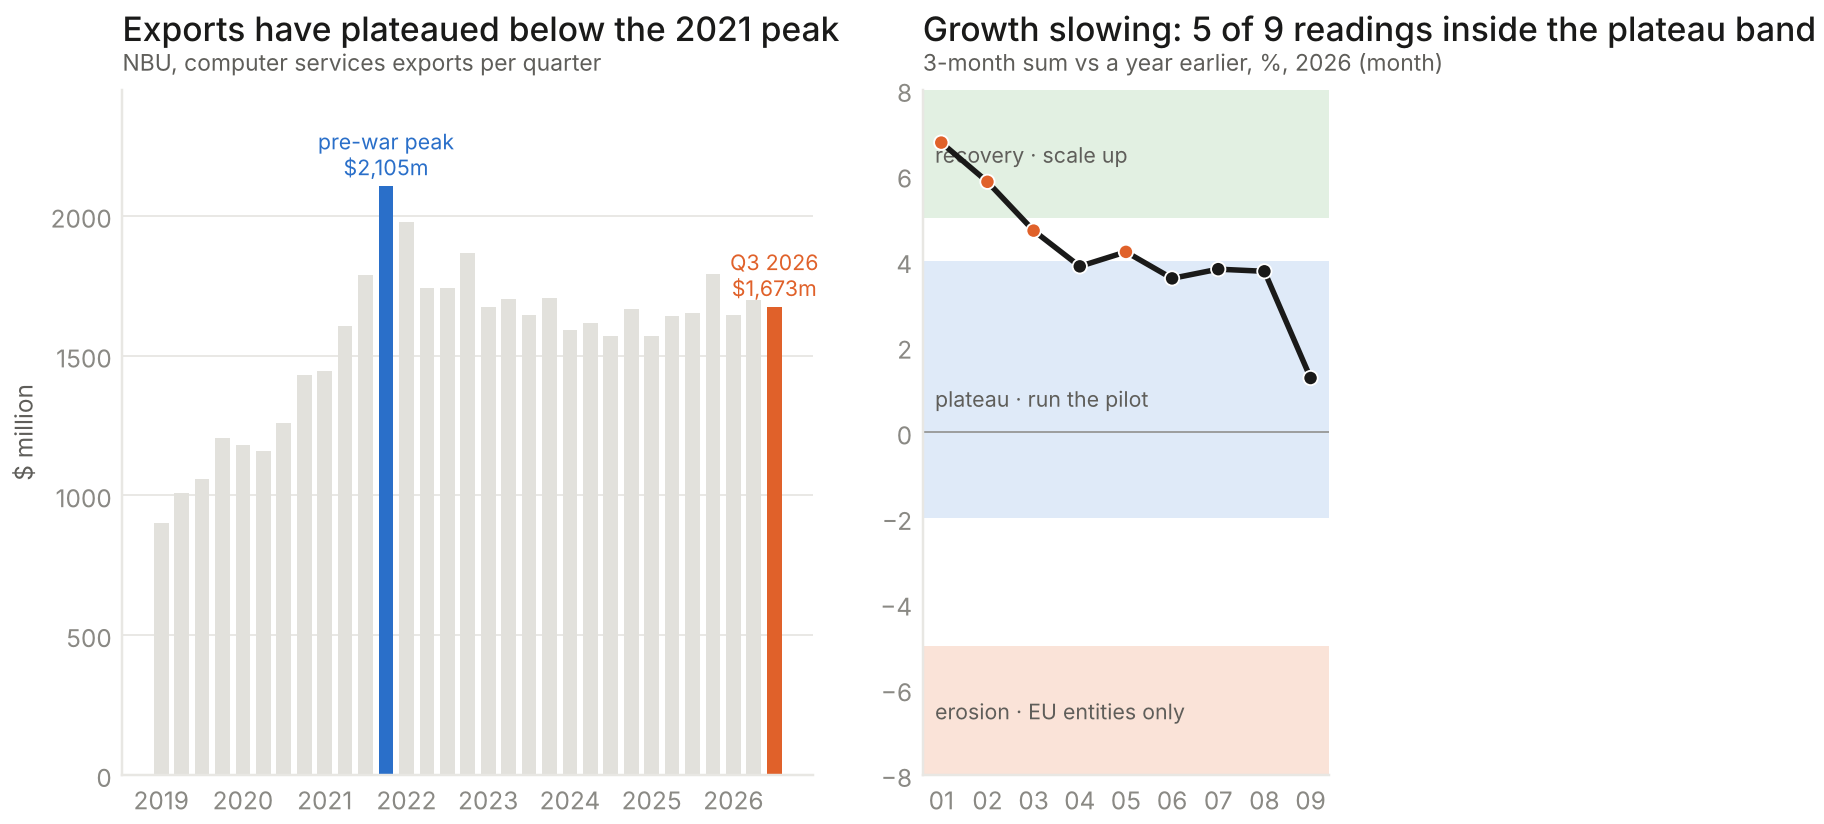 Exports have plateaued below the 2021 peak
NBU, computer services exports per quarter
pre-war peak
$2,105m
Q3 2026
$1,673m
2000
1500
1000
500
0
$ million
2019 2020 2021 2022 2023 2024 2025 2026
Growth slowing: 5 of 9 readings inside the plateau band
3-month sum vs a year earlier, %, 2026 (month)
8
6
4
2
0
−2
−4
−6
−8
recovery · scale up
plateau · run the pilot
erosion · EU entities only
01 02 03 04 05 06 07 08 09